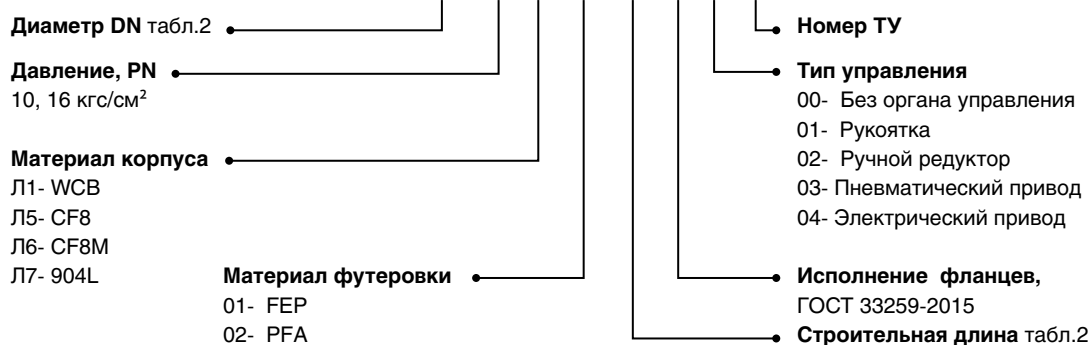 Диаметр DN табл.2
Давление, PN
10, 16 кгс/см²
Материал корпуса
Л1- WCB
Л5- CF8
Л6- CF8M
Л7- 904L
Материал футеровки
01- FEP
02- PFA
Номер ТУ
Тип управления
00- Без органа управления
01- Рукоятка
02- Ручной редуктор
03- Пневматический привод
04- Электрический привод
Исполнение фланцев,
ГОСТ 33259-2015
Строительная длина табл.2